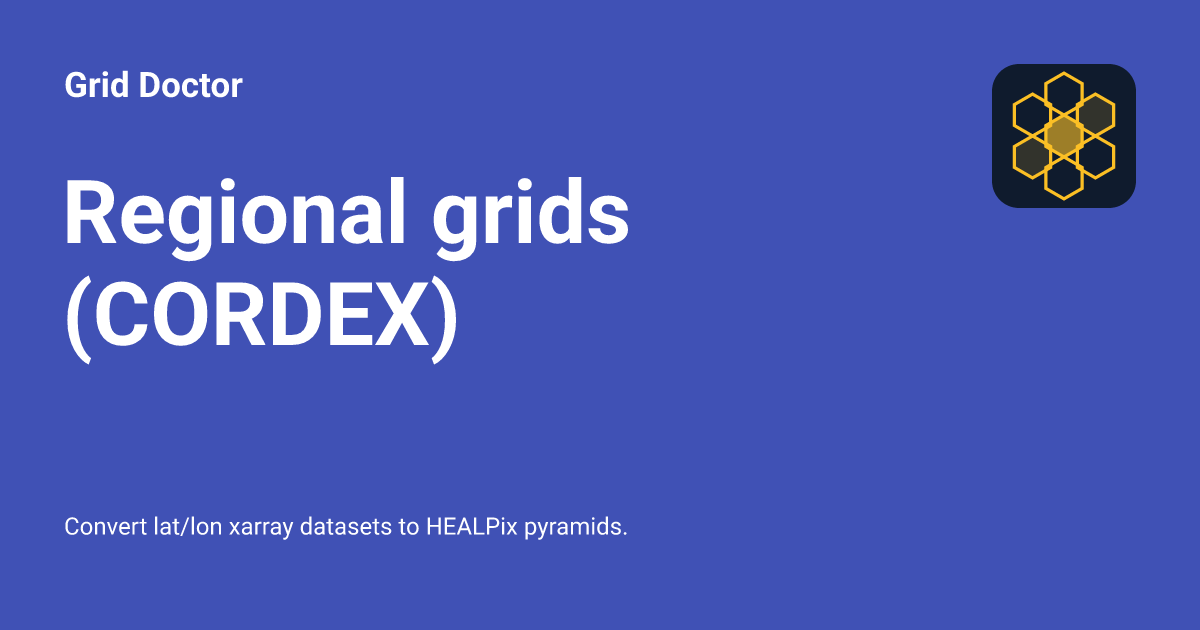 Grid Doctor
Regional grids
(CORDEX)
Convert lat/lon xarray datasets to HEALPix pyramids.